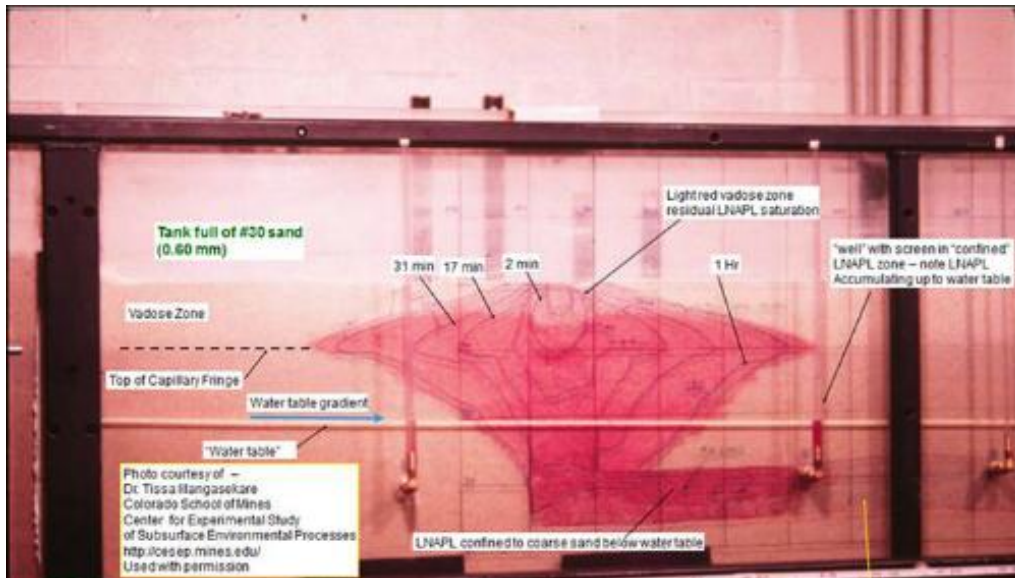 Light red vadose zone
residual LNAPL saturation
Tank full of #30 sand
(0.60 mm)
"well" with screen in "confined"
LNAPL zone – note LNAPL
Accumulating up to water table
31 min
17 min
2 min
1 Hr
Vadose Zone
Top of Capillary Fringe
Water table gradient
"Water table"
Photo courtesy of –
Dr. Tissa Illangasekare
Colorado School of Mines
Center for Experimental Study
of Subsurface Environmental Processes
http://cesep.mines.edu/
Used with permission
LNAPL confined to coarse sand below water table